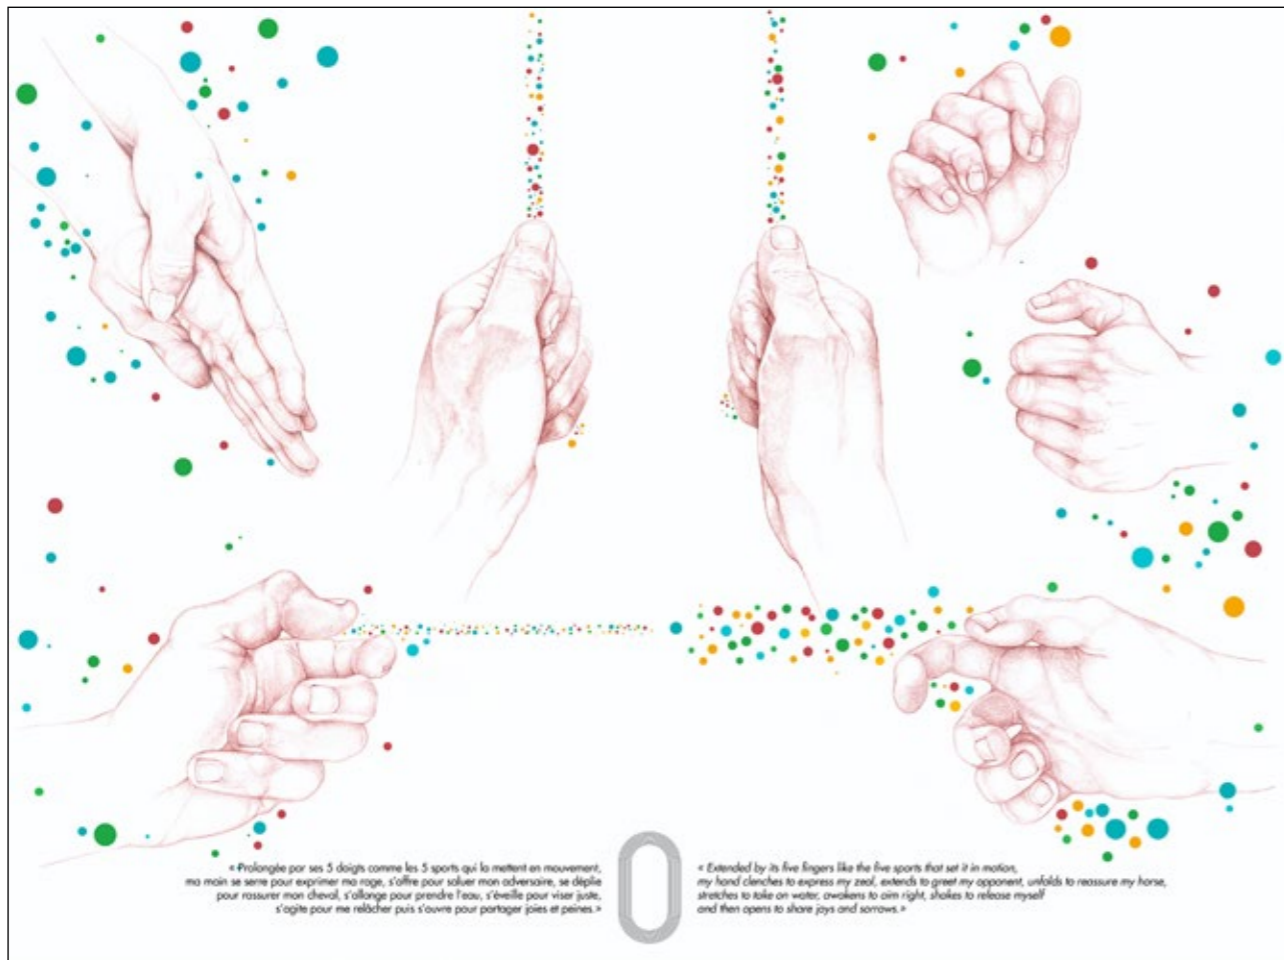 « Prolongée par ses 5 doigts comme les 5 sports qui la mettent en mouvement,
ma main se serre pour exprimer ma rage, s'offre pour saluer mon adversaire, se déplie
pour rassurer mon cheval, s'allonge pour prendre l'eau, s'éveille pour viser juste,
s'agite pour me relâcher puis s'ouvre pour partager joies et peines.»
« Extended by its five fingers like the five sports that set it in motion,
my hand clenches to express my zeal, extends to greet my opponent, unfolds to reassure my horse,
stretches to take on water, awakens to aim right, shakes to release myself
and then opens to share joys and sorrows.»